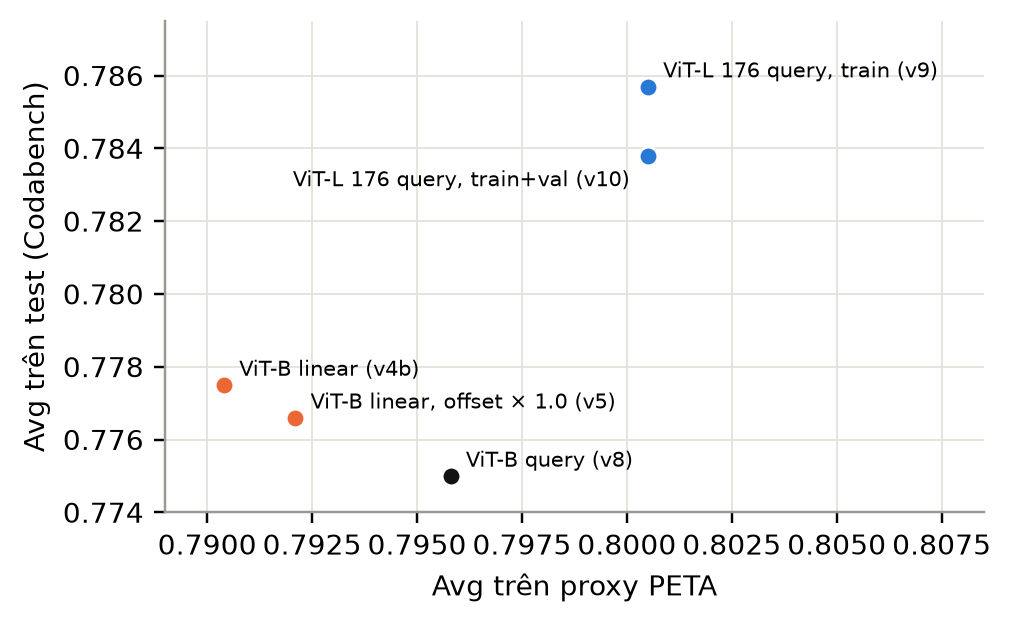 0.786
0.784
0.782
0.780
0.778
0.776
0.774
Avg trên test (Codabench)
ViT-L 176 query, train (v9)
ViT-L 176 query, train+val (v10)
ViT-B linear (v4b)
ViT-B linear, offset × 1.0 (v5)
ViT-B query (v8)
0.7900 0.7925 0.7950 0.7975 0.8000 0.8025 0.8050 0.8075
Avg trên proxy PETA